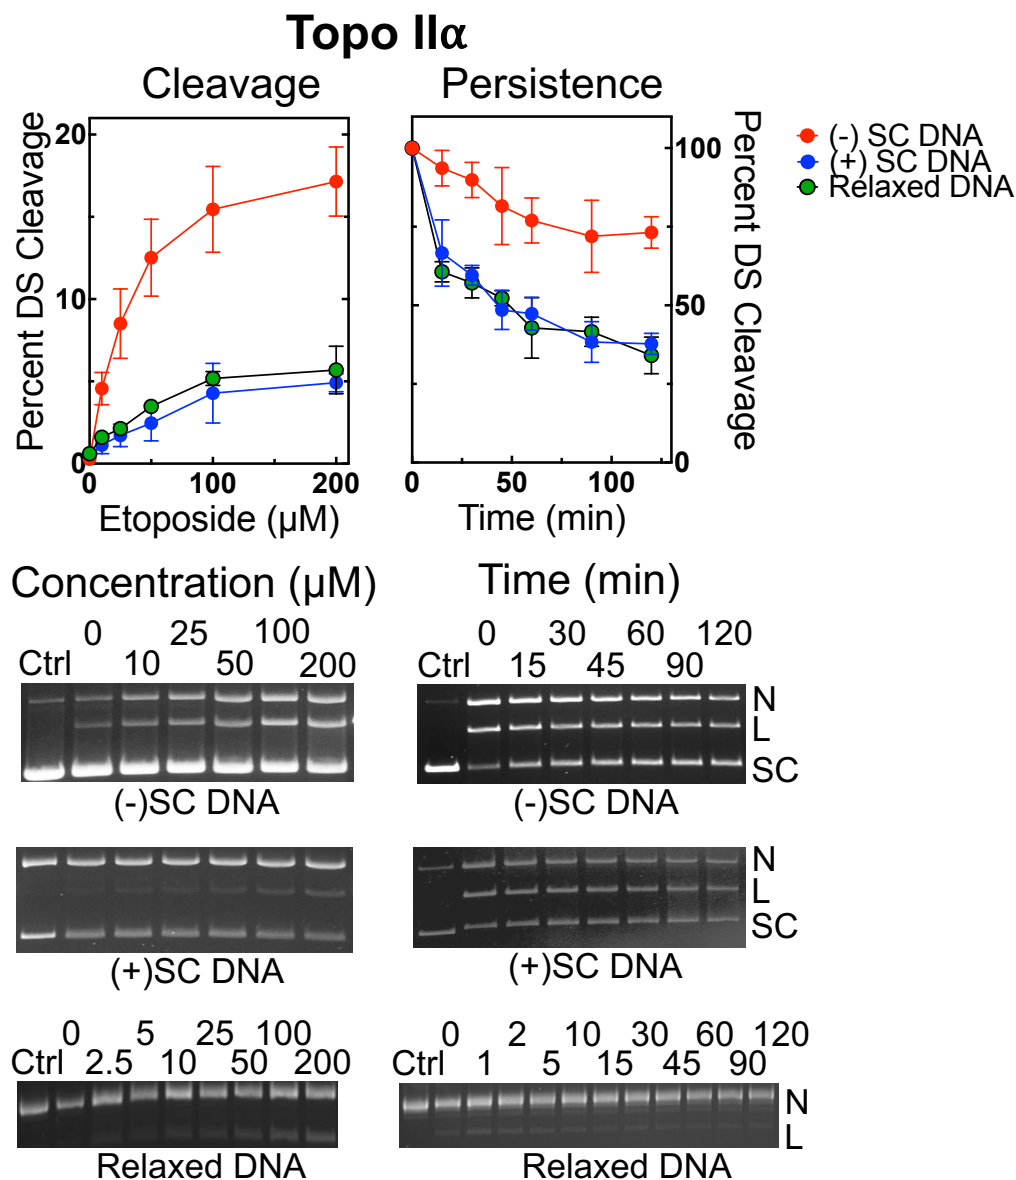 Topo IIα
Cleavage
Persistence
Percent DS Cleavage
20
10
0
0 100 200
Etoposide (µM)
100
50
0
Percent DS Cleavage
0 50 100
Time (min)
(-) SC DNA
(+) SC DNA
Relaxed DNA
Concentration (µM)
0 25 100
Ctrl 10 50 200
(-)SC DNA
Time (min)
0 30 60 120
Ctrl 15 45 90
N
L
SC
(-)SC DNA
(+)SC DNA
N
L
SC
(+)SC DNA
0 5 25 100
Ctrl 2.5 10 50 200
Relaxed DNA
0 2 10 30 60 120
Ctrl 1 5 15 45 90
N
L
Relaxed DNA